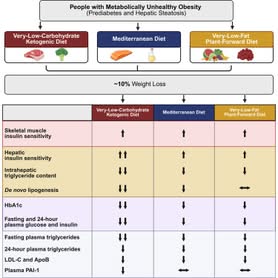 People with Metabolically Unhealthy Obesity
(Prediabetes and Hepatic Steatosis)
Very-Low-Carbohydrate
Ketogenic Diet
Mediterranean Diet
Very-Low-Fat
Plant-Forward Diet
~10% Weight Loss
Very-Low-Carbohydrate
Ketogenic Diet
Mediterranean Diet
Very-Low-Fat
Plant-Forward Diet
Skeletal muscle
insulin sensitivity
↑ ↑ ↑
Hepatic
insulin sensitivity
↑↑ ↑ ↑
Intrahepatic
triglyceride content
↓↓ ↓ ↓
De novo lipogenesis
↓↓ ↓ ↔
HbA1c
↓↓ ↓ ↓
Fasting and 24-hour
plasma glucose and insulin
↓↓ ↓ ↓
Fasting plasma triglycerides
↓↓ ↓ ↓
24-hour plasma triglycerides
↓ ↓ ↓
LDL-C and ApoB
↓ ↓ ↓
Plasma PAI-1
↓ ↔ ↔